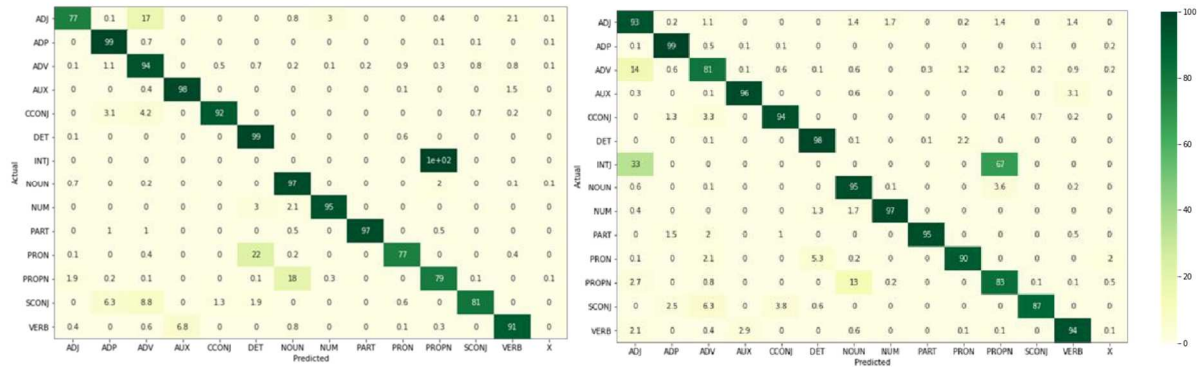 ADJ 77 0.1 17 0 0 0 0.8 3 0 0 0.4 0 2.1 0.1
ADP 0 99 0.7 0 0 0 0 0 0 0 0.1 0.1 0 0.1
ADV 0.1 1.1 94 0 0.5 0.7 0.2 0.1 0.2 0.9 0.3 0.8 0.8 0.1
AUX 0 0 0.4 98 0 0 0 0 0 0.1 0 0 1.5 0
CCONJ 0 3.1 4.2 0 92 0 0 0 0 0 0 0.7 0.2 0
DET 0.1 0 0 0 0 99 0 0 0 0.6 0 0 0 0
INTJ 0 0 0 0 0 0 0 0 0 0 1e+02 0 0 0
Actual
NOUN 0.7 0 0.2 0 0 0 97 0 0 0 2 0 0.1 0.1
NUM 0 0 0 0 0 3 2.1 95 0 0 0 0 0 0
PART 0 1 1 0 0 0 0.5 0 97 0 0.5 0 0 0
PRON 0.1 0 0.4 0 0 22 0.2 0 0 77 0 0 0.4 0
PROPN 1.9 0.2 0.1 0 0 0.1 18 0.3 0 0 79 0.1 0 0.1
SCONJ 0 6.3 8.8 0 1.3 1.9 0 0 0 0.6 0 81 0 0
VERB 0.4 0 0.6 6.8 0 0 0.8 0 0 0.1 0.3 0 91 0
ADJ ADP ADV AUX CCONJ DET NOUN NUM PART PRON PROPN SCONJ VERB X
Predicted
ADJ 93 0.2 1.1 0 0 0 1.4 1.7 0 0.2 1.4 0 1.4 0
ADP 0.1 99 0.5 0.1 0.1 0 0 0 0 0 0 0.1 0 0.2
ADV 14 0.6 81 0.1 0.6 0.1 0.6 0 0.3 1.2 0.2 0.2 0.9 0.2
AUX 0.3 0 0.1 96 0 0 0.6 0 0 0 0 0 3.1 0
CCONJ 0 1.3 3.3 0 94 0 0 0 0 0 0.4 0.7 0.2 0
DET 0 0 0 0 0 98 0.1 0 0.1 2.2 0 0 0 0
INTJ 33 0 0 0 0 0 0 0 0 0 67 0 0 0
Actual
NOUN 0.6 0 0.1 0 0 0 95 0.1 0 0 3.6 0 0.2 0
NUM 0.4 0 0 0 0 1.3 1.7 97 0 0 0 0 0 0
PART 0 1.5 2 0 1 0 0 0 95 0 0 0 0.5 0
PRON 0.1 0 2.1 0 0 5.3 0.2 0 0 90 0 0 0 2
PROPN 2.7 0 0.1 0 0 0 13 0.2 0 0 83 0.1 0.1 0.5
SCONJ 0 2.5 6.3 0 3.8 0.6 0 0 0 0 0 87 0 0
VERB 2.1 0 0.4 2.9 0 0 0.6 0 0 0.1 0.1 0 94 0.1
ADJ ADP ADV AUX CCONJ DET NOUN NUM PART PRON PROPN SCONJ VERB X
Predicted
100
80
60
40
20
0